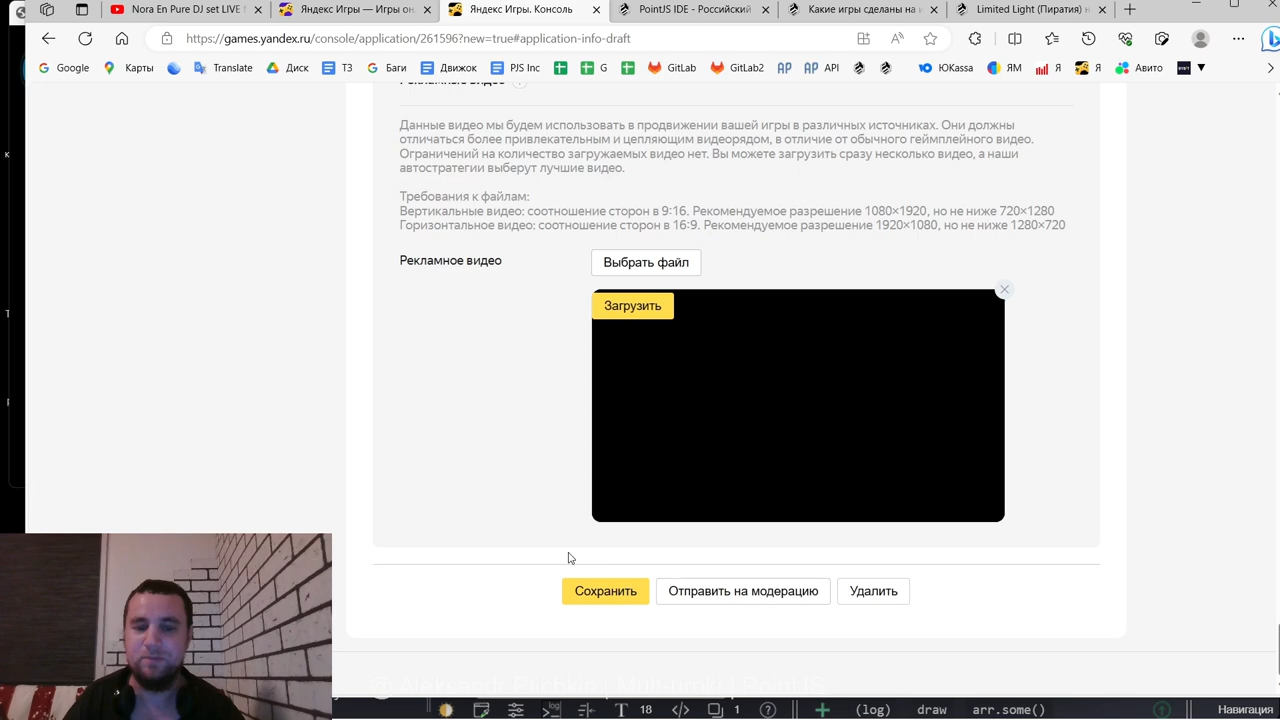 Nora En Pure DJ set LIVE
Яндекс Игры — Игры он
Яндекс Игры. Консоль
PointJS IDE - Российский
Какие игры сделаны на
Limited Light (Пиратия) н
https://games.yandex.ru/console/application/261596?new=true#application-info-draft
Google
Карты
Translate
Диск
ТЗ
Баги
Движок
PJS Inc
G
GitLab
GitLab2
AP
AP API
ЮKassa
ЯМ
Я
Я
Авито
Рекламные видео
Данные видео мы будем использовать в продвижении вашей игры в различных источниках. Они должны
отличаться более привлекательным и цепляющим видеорядом, в отличие от обычного геймплейного видео.
Ограничений на количество загружаемых видео нет. Вы можете загрузить сразу несколько видео, а наши
автостратегии выберут лучшие видео.
Требования к файлам:
Вертикальные видео: соотношение сторон в 9:16. Рекомендуемое разрешение 1080×1920, но не ниже 720×1280
Горизонтальное видео: соотношение сторон в 16:9. Рекомендуемое разрешение 1920×1080, но не ниже 1280×720
Рекламное видео
Выбрать файл
Загрузить
Сохранить
Отправить на модерацию
Удалить
log
T 18
1
(log)
draw
arr.some()
Навигация